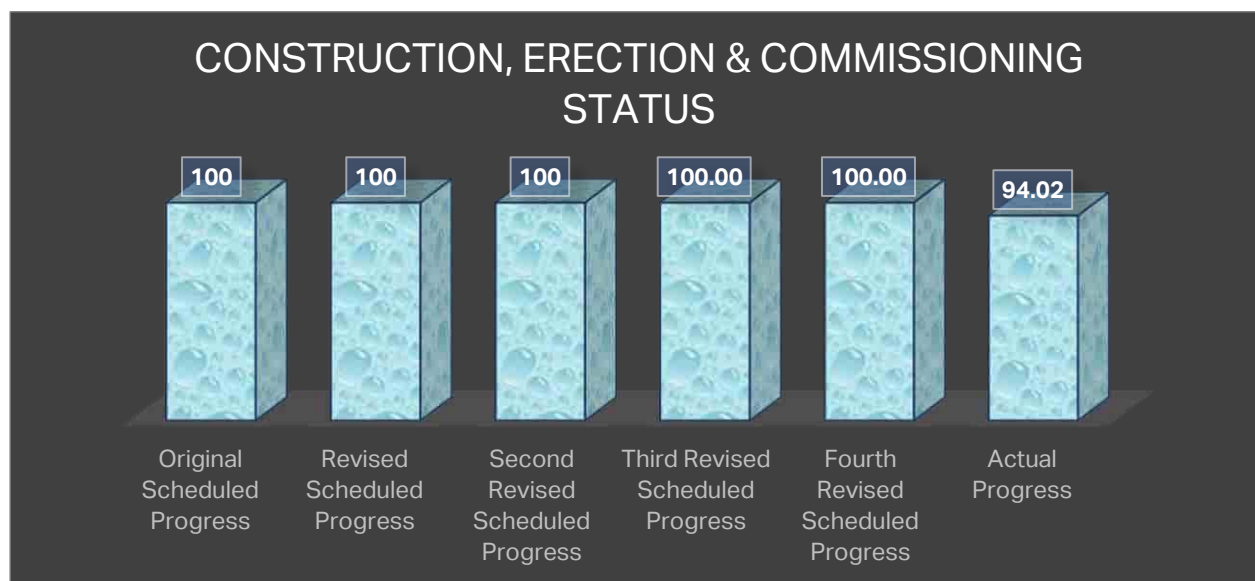 CONSTRUCTION, ERECTION & COMMISSIONING
STATUS
100
100
100
100.00
100.00
94.02
Original
Scheduled
Progress
Revised
Scheduled
Progress
Second
Revised
Scheduled
Progress
Third Revised
Scheduled
Progress
Fourth
Revised
Scheduled
Progress
Actual
Progress